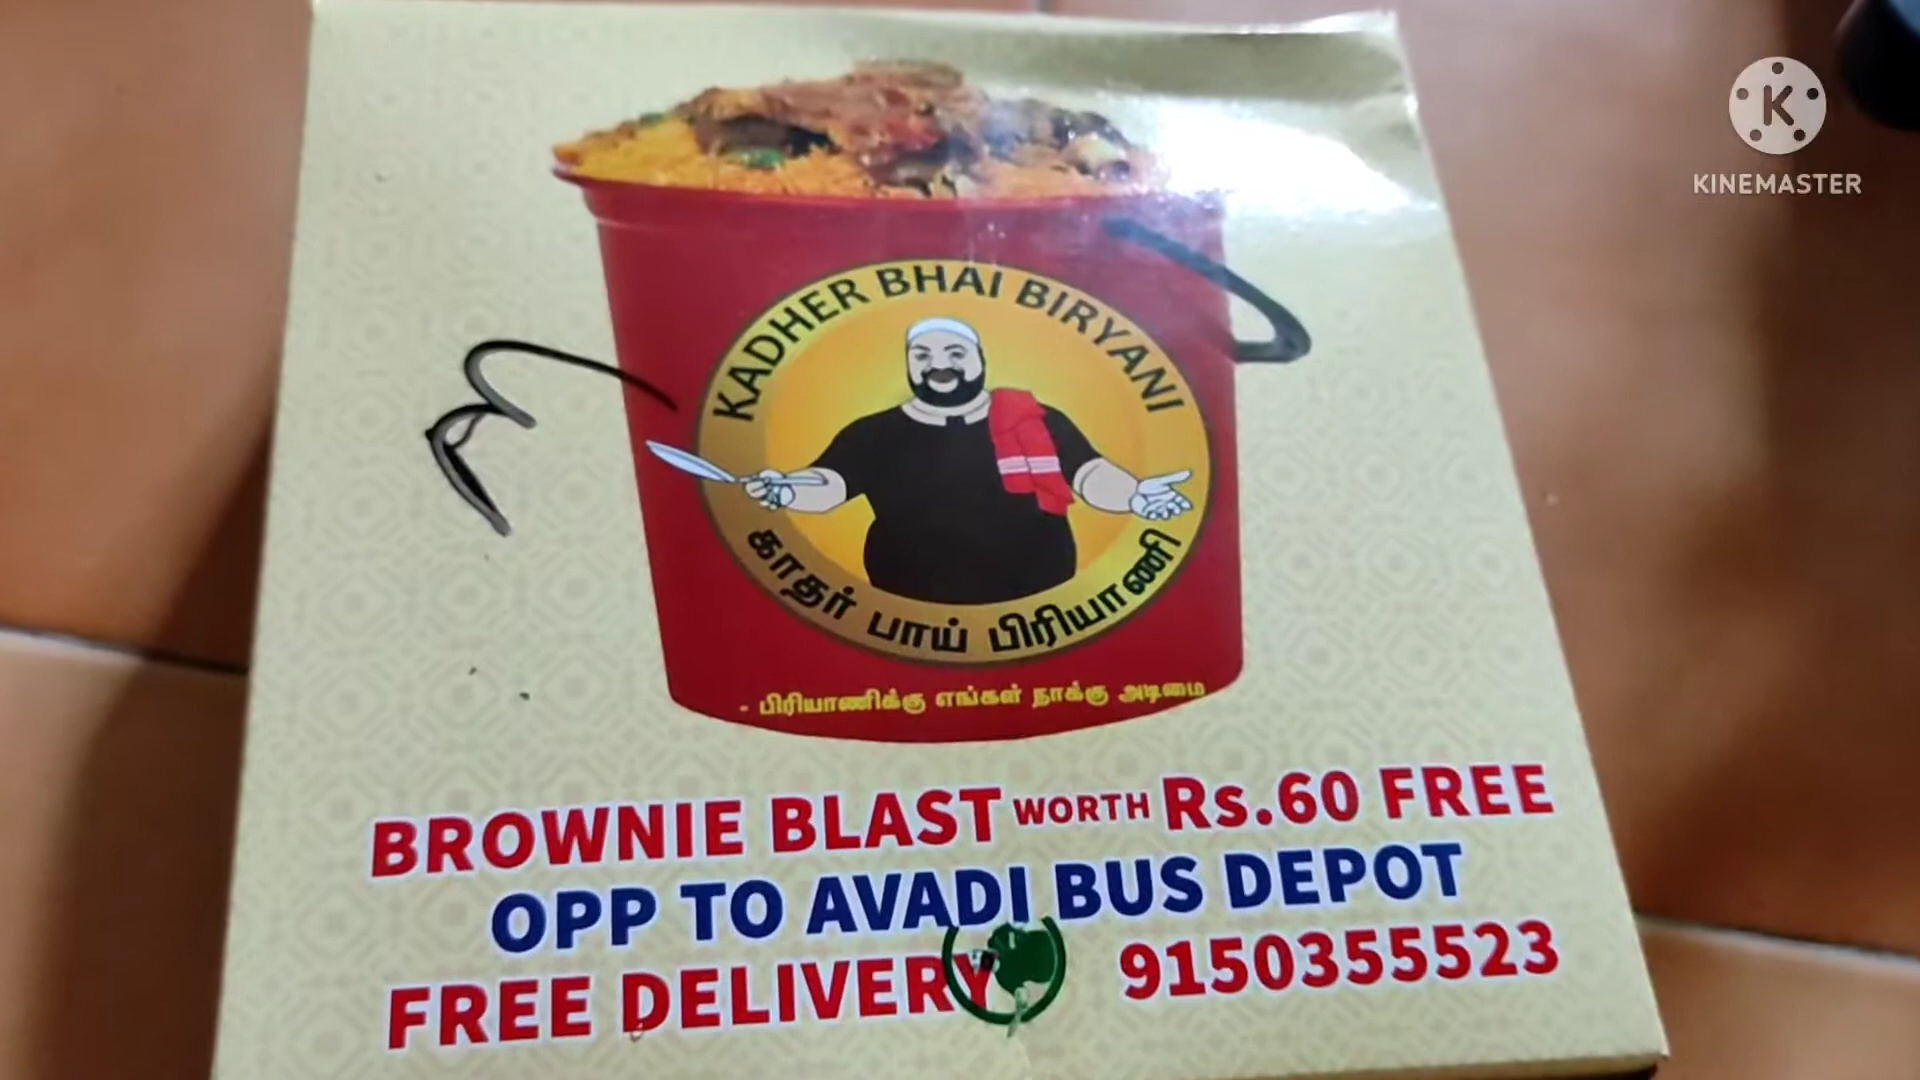 KADHER BHAI BIRYANI
காதர் பாய் பிரியாணி
- பிரியாணிக்கு எங்கள் நாக்கு அடிமை
BROWNIE BLAST WORTH Rs.60 FREE
OPP TO AVADI BUS DEPOT
FREE DELIVERY 9150355523
K
KINEMASTER